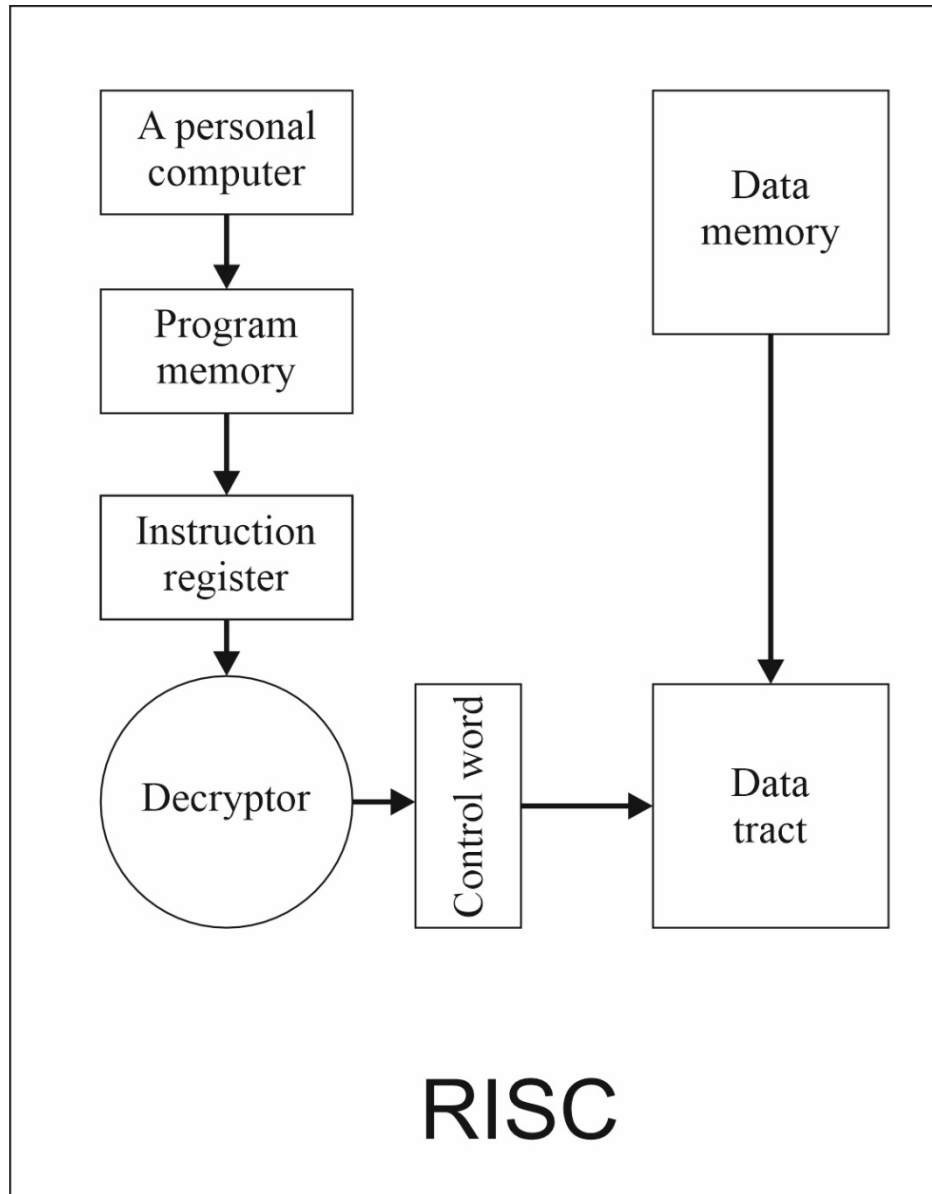 A personal
computer
Data
memory
Program
memory
Instruction
register
Decryptor
Control word
Data
tract
RISC